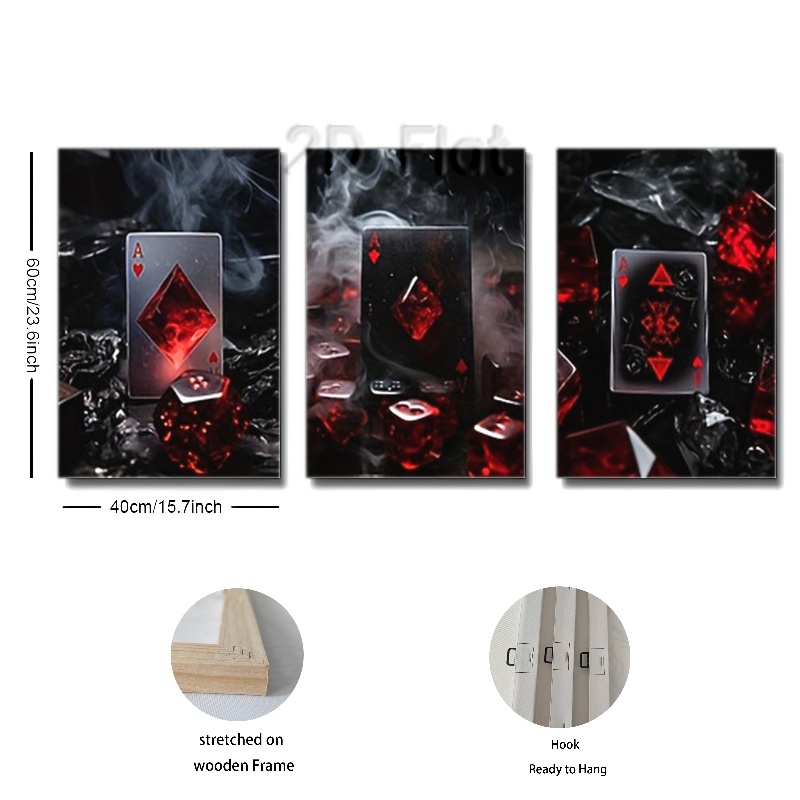 2D Flat
60cm/23.6inch
A
A
A
40cm/15.7inch
stretched on
wooden Frame
Hook
Ready to Hang